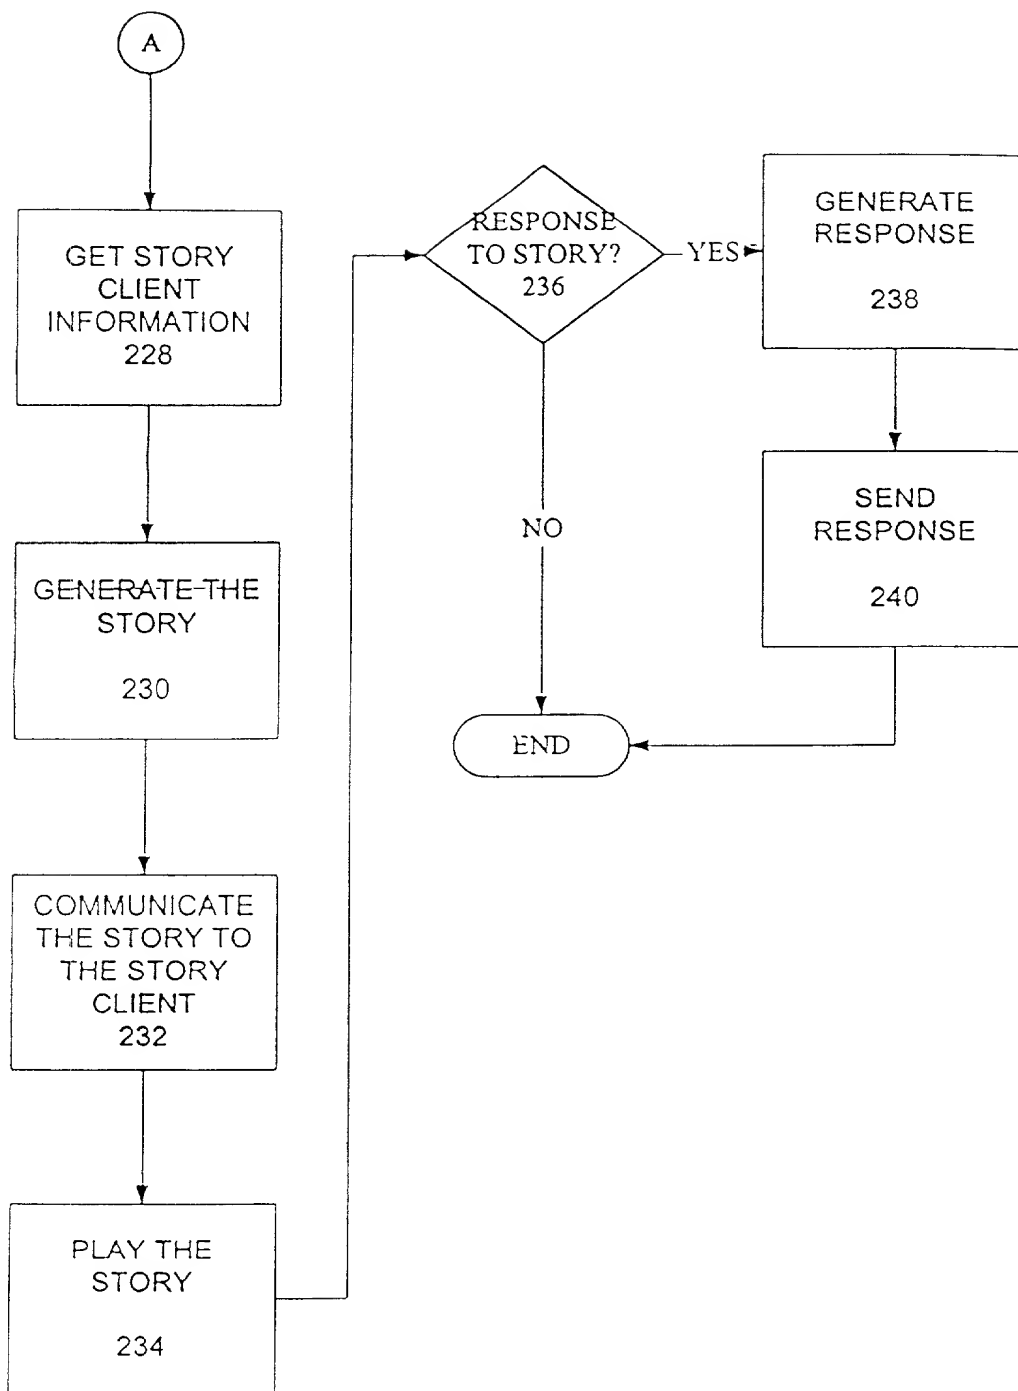 A
GET STORY
CLIENT
INFORMATION
228
GENERATE THE
STORY
230
COMMUNICATE
THE STORY TO
THE STORY
CLIENT
232
PLAY THE
STORY
234
RESPONSE
TO STORY?
236
YES
NO
GENERATE
RESPONSE
238
SEND
RESPONSE
240
END